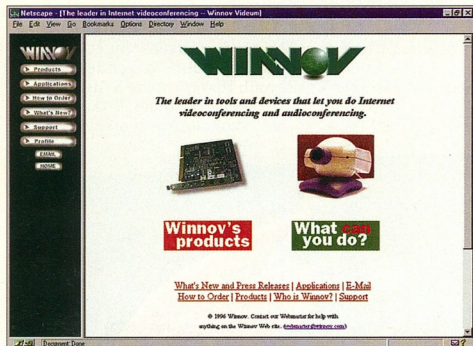 Netscape - [The leader in Internet videoconferencing -- Winnov Videum]
File Edit View Go Bookmarks Options Directory Window Help
WINNOV
Products
Applications
How to Order
What's New?
Support
Profile
EMAIL
HOME
WINNOV
The leader in tools and devices that let you do Internet
videoconferencing and audioconferencing.
Winnov's
products
What can
you do?
What's New and Press Releases | Applications | E-Mail
How to Order | Products | Who is Winnov? | Support
© 1996 Winnov. Contact our Webmaster for help with
anything on the Winnov Web site. (webmaster@winnov.com)
Document: Done